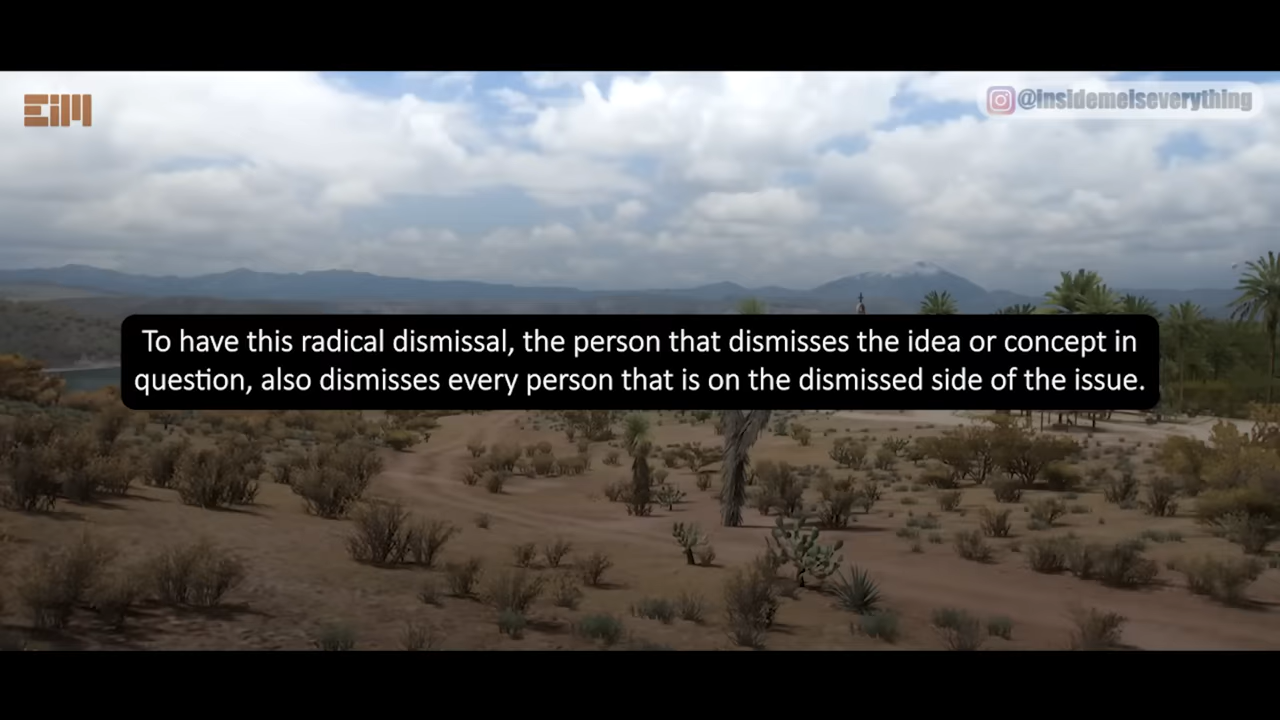 EiM
@insidemeiseverything
To have this radical dismissal, the person that dismisses the idea or concept in
question, also dismisses every person that is on the dismissed side of the issue.